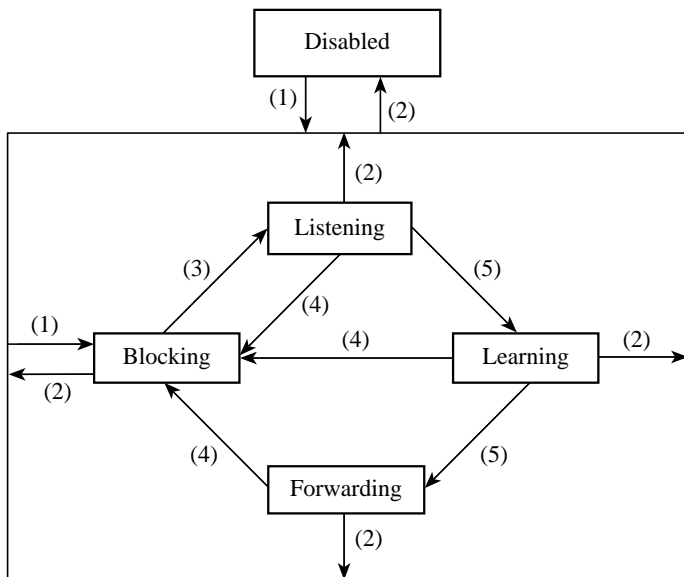 Disabled
(1)
(2)
(2)
Listening
(3)
(5)
(4)
(1)
(4)
Blocking
Learning
(2)
(2)
(4)
(5)
Forwarding
(2)